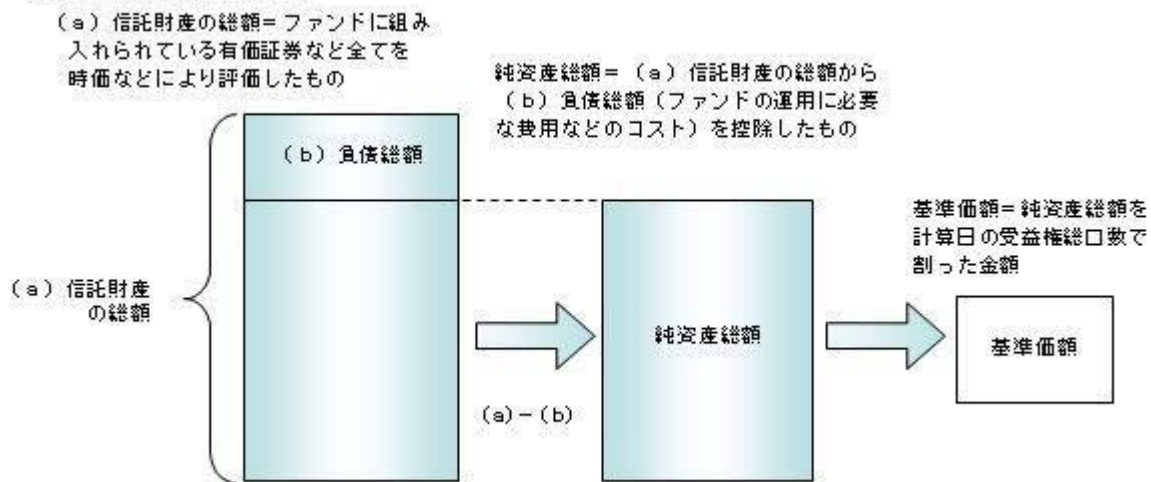 （a）信託財産の総額＝ファンドに組み
入れられている有価証券など全てを
時価などにより評価したもの
純資産総額＝（a）信託財産の総額から
（b）負債総額（ファンドの運用に必要
な費用などのコスト）を控除したもの
（b）負債総額
基準価額＝純資産総額を
計算日の受益権総口数で
割った金額
（a）信託財産
の総額
純資産総額
基準価額
（a）－（b）